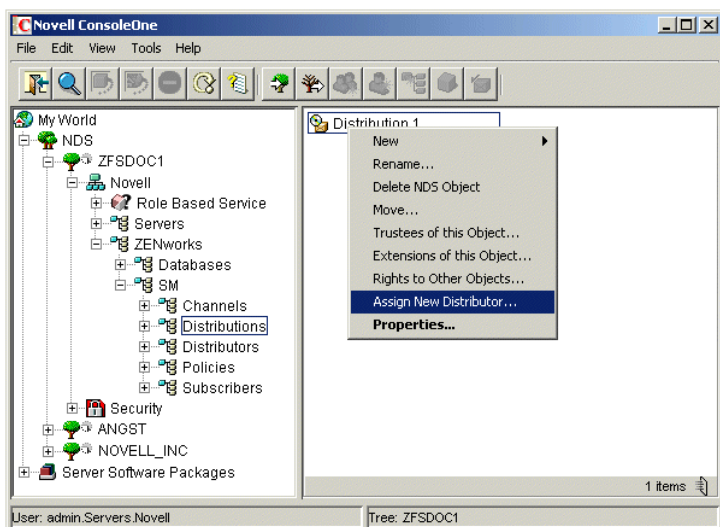 Novell ConsoleOne
File Edit View Tools Help
My World
NDS
ZFSDOC1
Novell
Role Based Service
Servers
ZENworks
Databases
SM
Channels
Distributions
Distributors
Policies
Subscribers
Security
ANGST
NOVELL_INC
Server Software Packages
Distribution 1
New
Rename...
Delete NDS Object
Move...
Trustees of this Object...
Extensions of this Object...
Rights to Other Objects...
Assign New Distributor...
Properties...
1 items
User: admin.Servers.Novell
Tree: ZFSDOC1